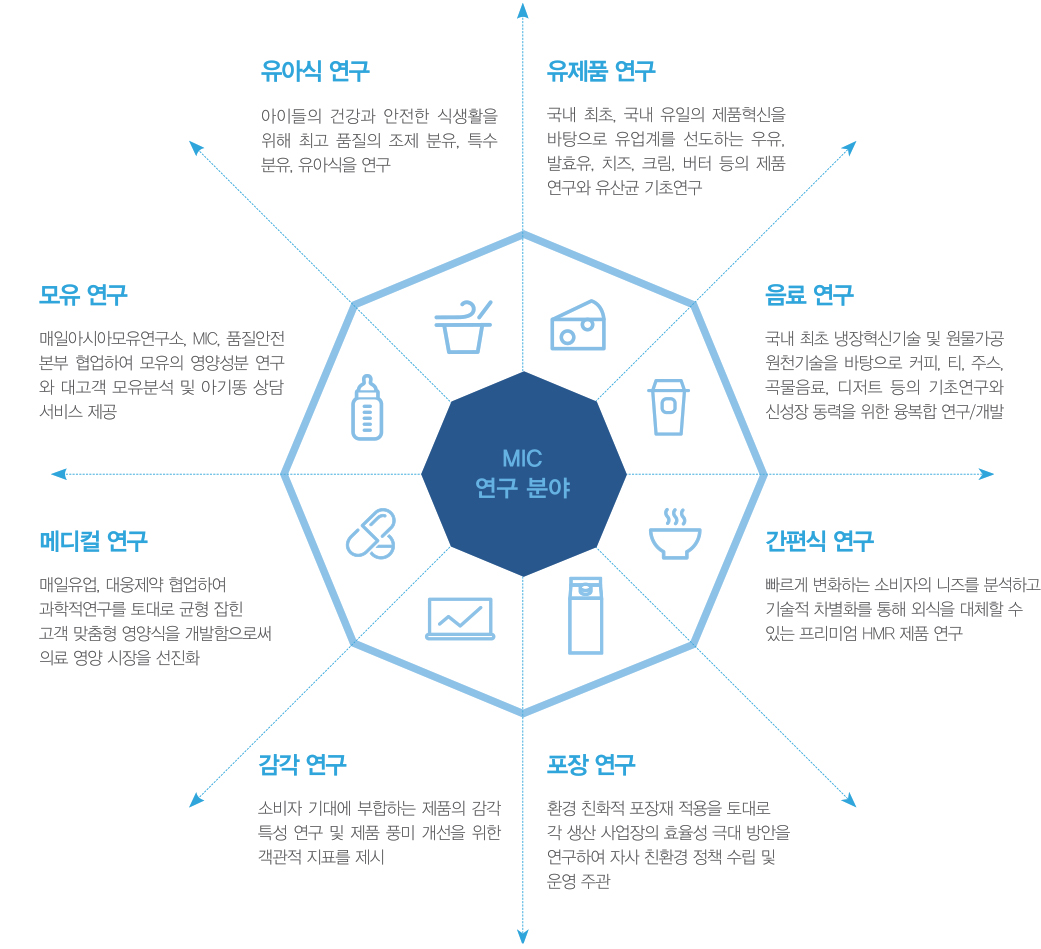 유아식 연구
아이들의 건강과 안전한 식생활을
위해 최고 품질의 조제 분유, 특수
분유, 유아식을 연구
유제품 연구
국내 최초, 국내 유일의 제품혁신을
바탕으로 유업계를 선도하는 우유,
발효유, 치즈, 크림, 버터 등의 제품
연구와 유산균 기초연구
모유 연구
매일아시아모유연구소, MIC, 품질안전
본부 협업하여 모유의 영양성분 연구
와 대고객 모유분석 및 아기똥 상담
서비스 제공
음료 연구
국내 최초 냉장혁신기술 및 원물가공
원천기술을 바탕으로 커피, 티, 주스,
곡물음료, 디저트 등의 기초연구와
신성장 동력을 위한 융복합 연구/개발
MIC
연구 분야
메디컬 연구
매일유업, 대웅제약 협업하여
과학적연구를 토대로 균형 잡힌
고객 맞춤형 영양식을 개발함으로써
의료 영양 시장을 선진화
간편식 연구
빠르게 변화하는 소비자의 니즈를 분석하고
기술적 차별화를 통해 외식을 대체할 수
있는 프리미엄 HMR 제품 연구
감각 연구
소비자 기대에 부합하는 제품의 감각
특성 연구 및 제품 풍미 개선을 위한
객관적 지표를 제시
포장 연구
환경 친화적 포장재 적용을 토대로
각 생산 사업장의 효율성 극대 방안을
연구하여 자사 친환경 정책 수립 및
운영 주관